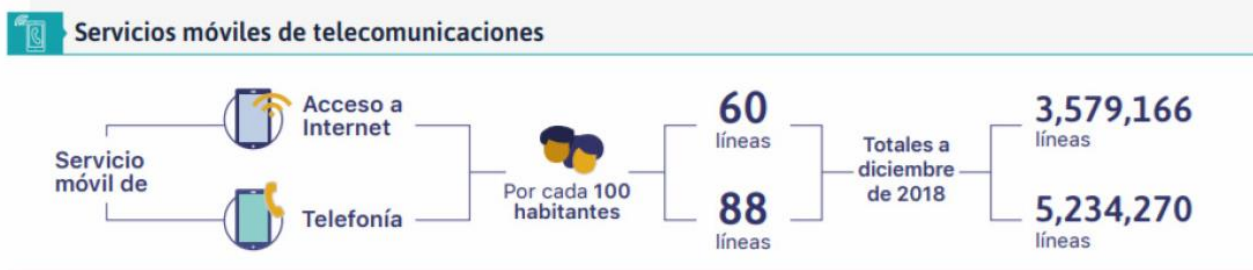 Servicios móviles de telecomunicaciones
Servicio
móvil de
Acceso a
Internet
Telefonía
Por cada 100
habitantes
60
líneas
88
líneas
Totales a
diciembre
de 2018
3,579,166
líneas
5,234,270
líneas